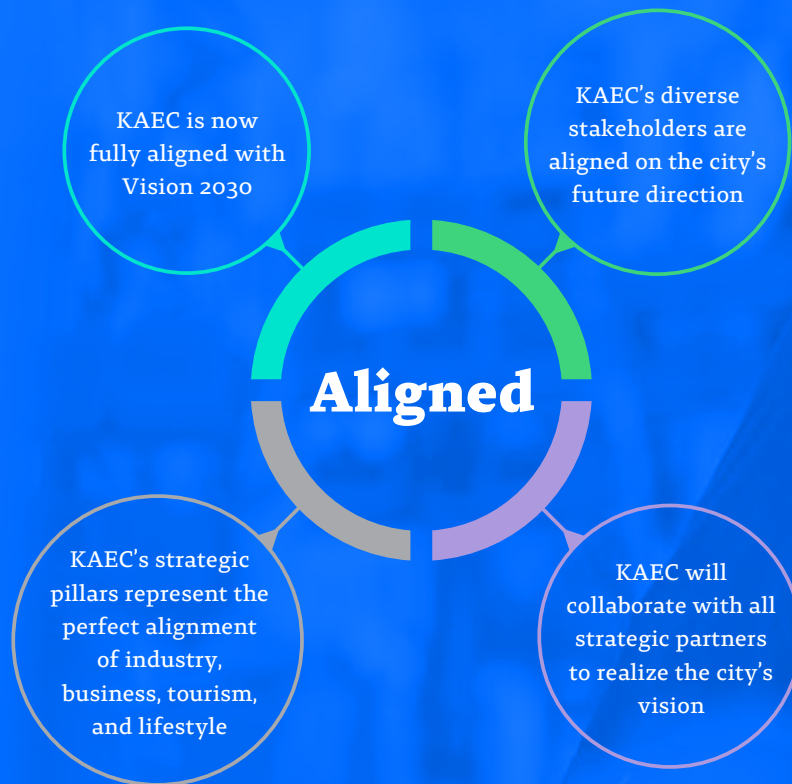 KAEC is now
fully aligned with
Vision 2030
KAEC’s diverse
stakeholders are
aligned on the city’s
future direction
Aligned
KAEC’s strategic
pillars represent the
perfect alignment
of industry,
business, tourism,
and lifestyle
KAEC will
collaborate with all
strategic partners
to realize the city’s
vision